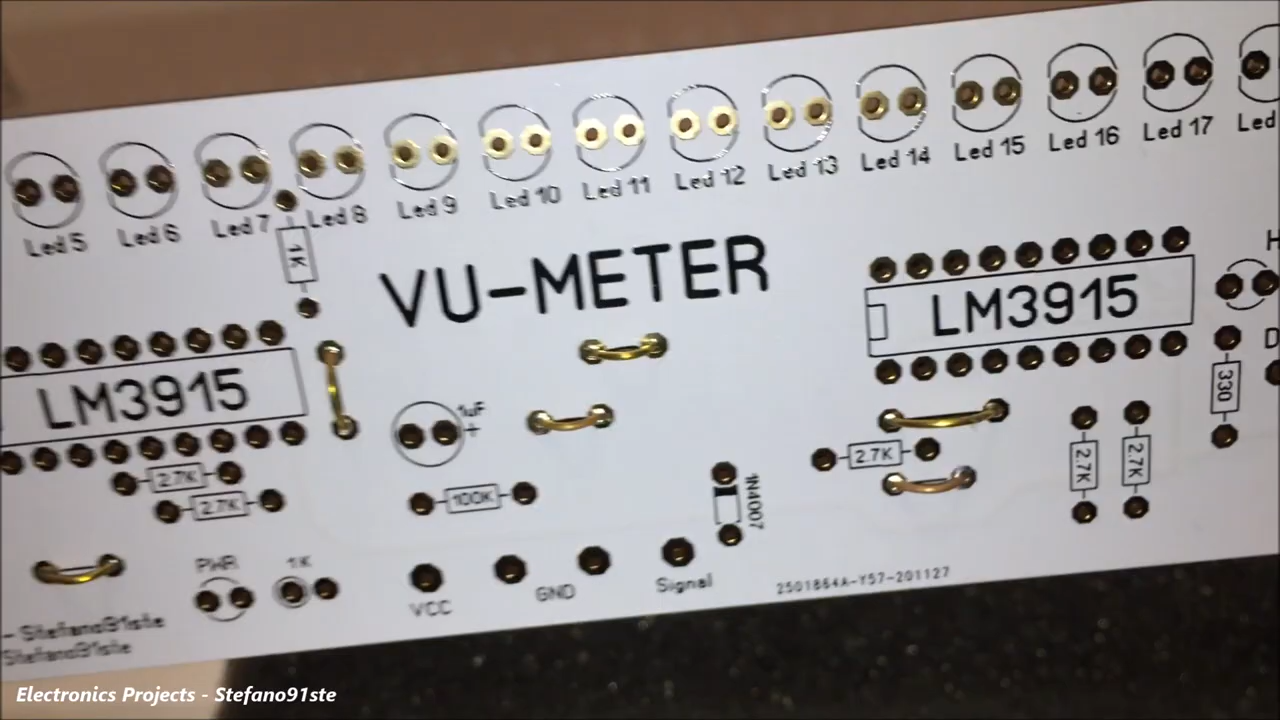 Led 5
Led 6
Led 7
Led 8
Led 9
Led 10
Led 11
Led 12
Led 13
Led 14
Led 15
Led 16
Led 17
Led
1K
VU-METER
LM3915
H
LM3915
D
330
1uF
+
2.7K
2.7K
100K
1N4007
2.7K
2.7K
2.7K
PWR
1K
VCC
GND
Signal
2501864A-Y57-201127
- Stefano91ste
Stefano91ste
Electronics Projects - Stefano91ste